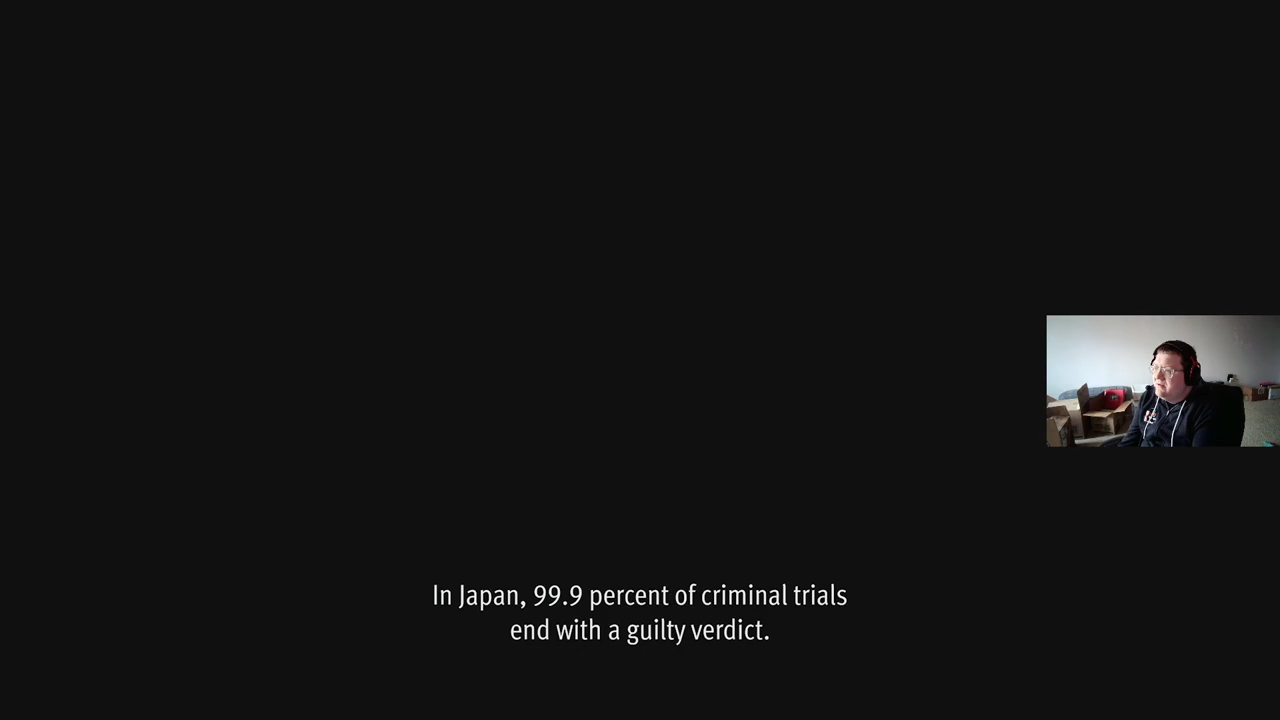 In Japan, 99.9 percent of criminal trials
end with a guilty verdict.